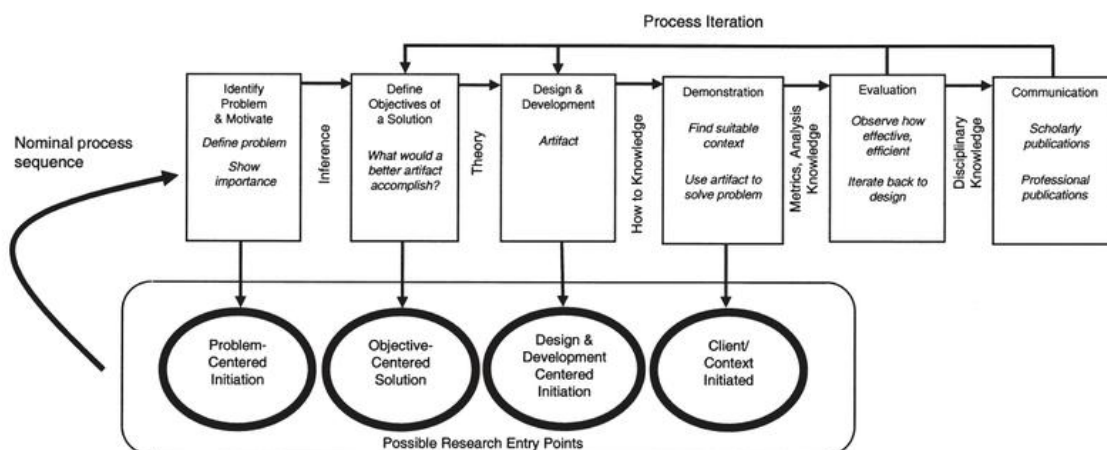 Process Iteration
Nominal process
sequence
Identify
Problem
& Motivate
Define problem
Show
importance
Inference
Define
Objectives of
a Solution
What would a
better artifact
accomplish?
Theory
Design &
Development
Artifact
How to Knowledge
Demonstration
Find suitable
context
Use artifact to
solve problem
Metrics, Analysis
Knowledge
Evaluation
Observe how
effective,
efficient
Iterate back to
design
Disciplinary
Knowledge
Communication
Scholarly
publications
Professional
publications
Problem-
Centered
Initiation
Objective-
Centered
Solution
Design &
Development
Centered
Initiation
Client/
Context
Initiated
Possible Research Entry Points